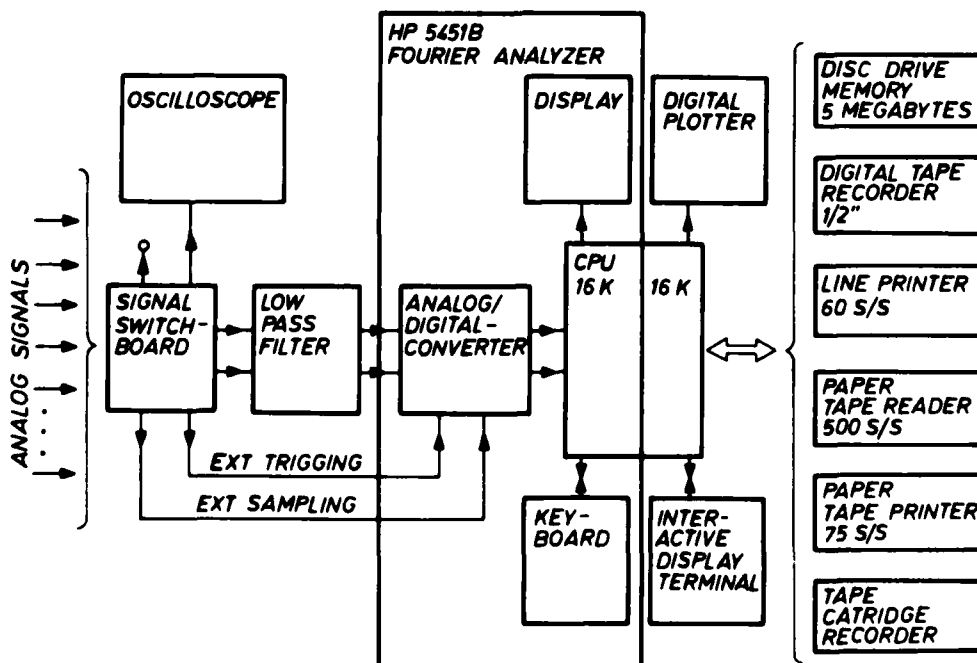 HP 5451B
FOURIER ANALYZER
OSCILLOSCOPE
DISPLAY
DIGITAL
PLOTTER
ANALOG SIGNALS
SIGNAL
SWITCH-
BOARD
LOW
PASS
FILTER
ANALOG/
DIGITAL-
CONVERTER
CPU
16 K
16 K
EXT TRIGGING
EXT SAMPLING
KEY-
BOARD
INTER-
ACTIVE
DISPLAY
TERMINAL
DISC DRIVE
MEMORY
5 MEGABYTES
DIGITAL TAPE
RECORDER
1/2"
LINE PRINTER
60 S/S
PAPER
TAPE READER
500 S/S
PAPER
TAPE PRINTER
75 S/S
TAPE
CATRIDGE
RECORDER